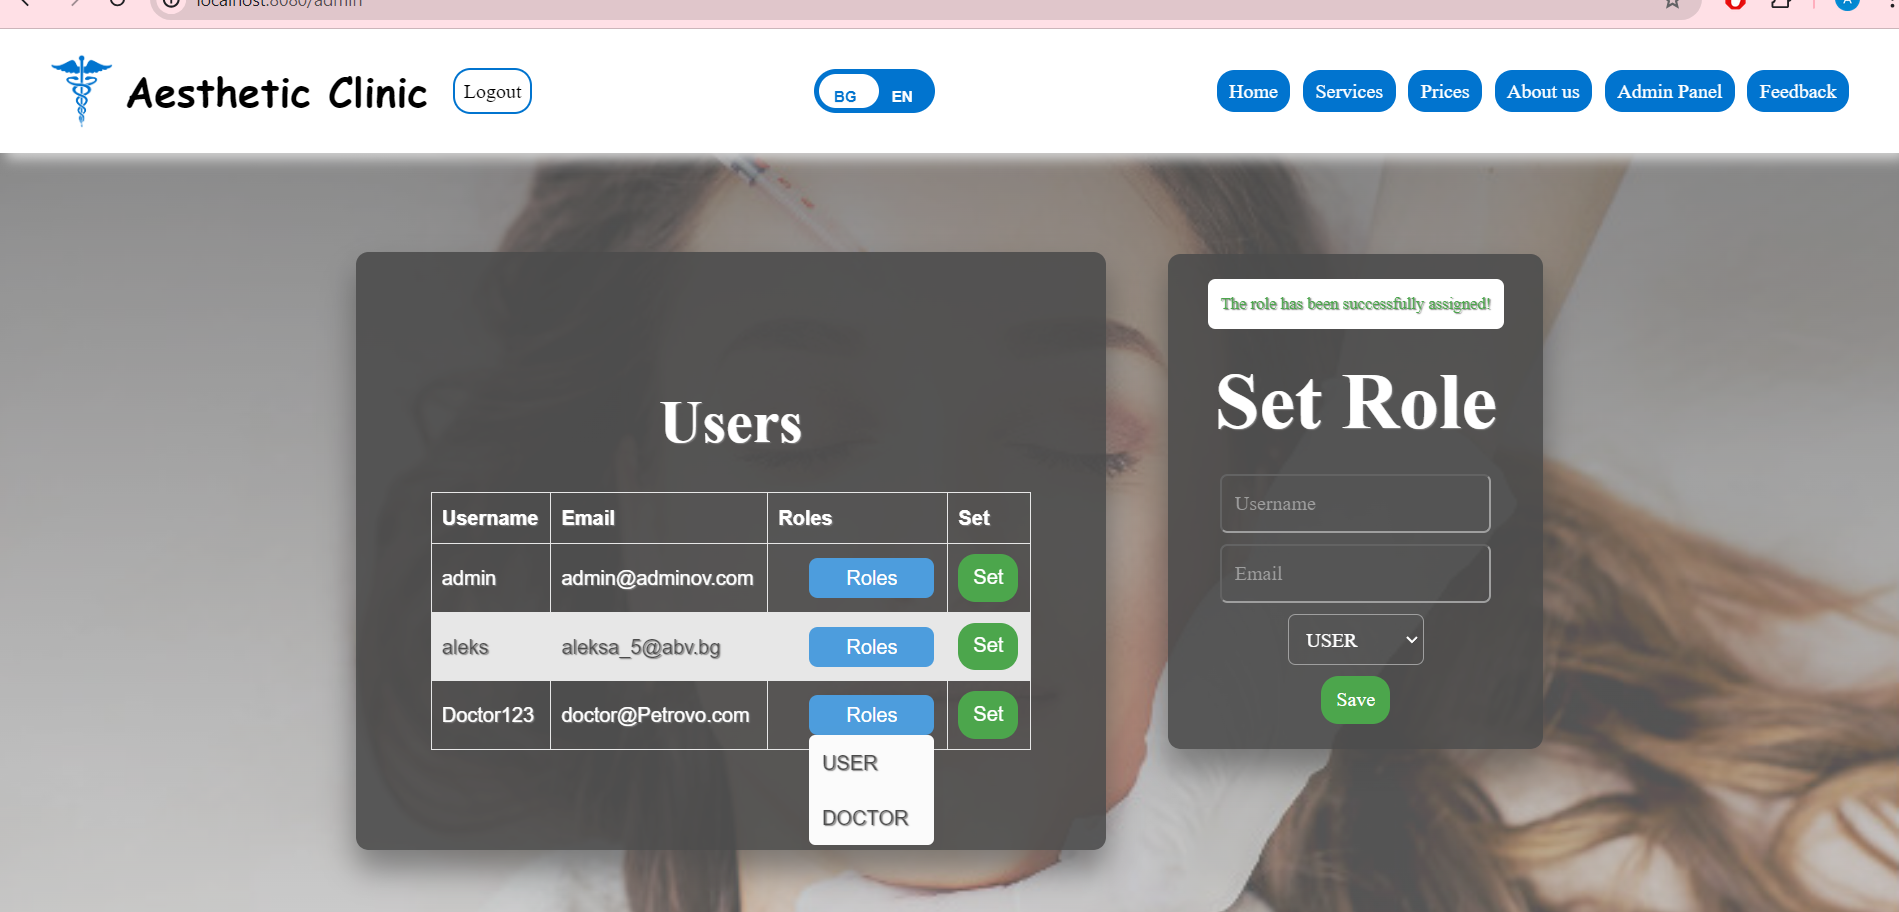 localhost:8080/admin
Aesthetic Clinic
Logout
BG EN
Home Services Prices About us Admin Panel Feedback
Users
Username Email Roles Set
admin admin@adminov.com Roles Set
aleks aleksa_5@abv.bg Roles Set
Doctor123 doctor@Petrovo.com Roles Set
USER
DOCTOR
The role has been successfully assigned!
Set Role
Username
Email
USER
Save